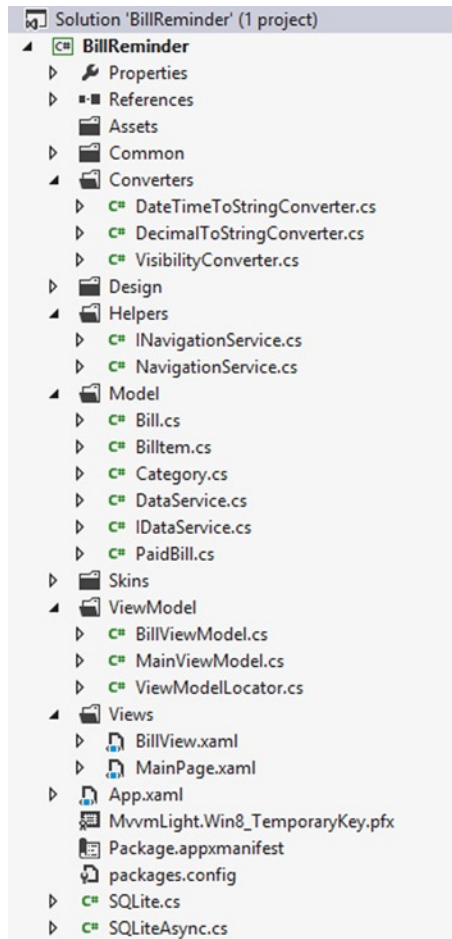 Solution 'BillReminder' (1 project)
C# BillReminder
Properties
References
Assets
Common
Converters
C# DateTimeToStringConverter.cs
C# DecimalToStringConverter.cs
C# VisibilityConverter.cs
Design
Helpers
C# INavigationService.cs
C# NavigationService.cs
Model
C# Bill.cs
C# BillItem.cs
C# Category.cs
C# DataService.cs
C# IDataService.cs
C# PaidBill.cs
Skins
ViewModel
C# BillViewModel.cs
C# MainViewModel.cs
C# ViewModelLocator.cs
Views
BillView.xaml
MainPage.xaml
App.xaml
MvvmLight.Win8_TemporaryKey.pfx
Package.appxmanifest
packages.config
C# SQLite.cs
C# SQLiteAsync.cs